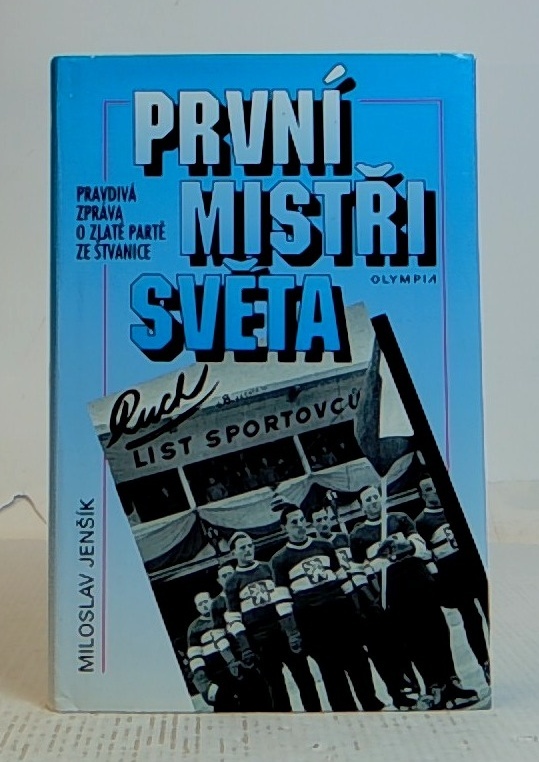 PRVNÍ
MISTŘI
SVĚTA
PRAVDIVÁ
ZPRÁVA
O ZLATÉ PARTĚ
ZE ŠTVANICE
OLYMPIA
Ruch
LIST SPORTOVCŮ
MILOSLAV JENŠÍK